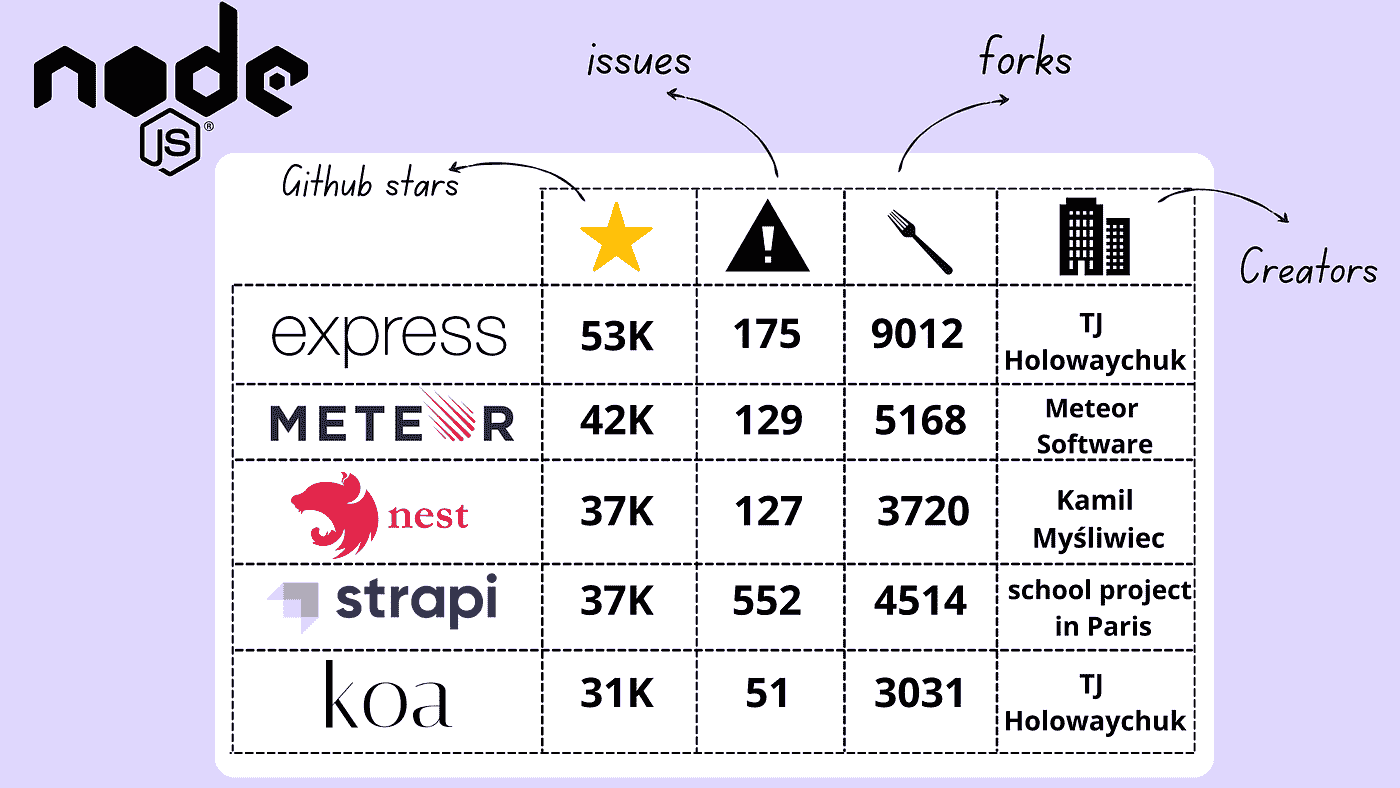 node
JS®
issues
forks
Github stars
Creators
express
53K
175
9012
TJ
Holowaychuk
METEOR
42K
129
5168
Meteor
Software
nest
37K
127
3720
Kamil
Myśliwiec
strapi
37K
552
4514
school project
in Paris
koa
31K
51
3031
TJ
Holowaychuk